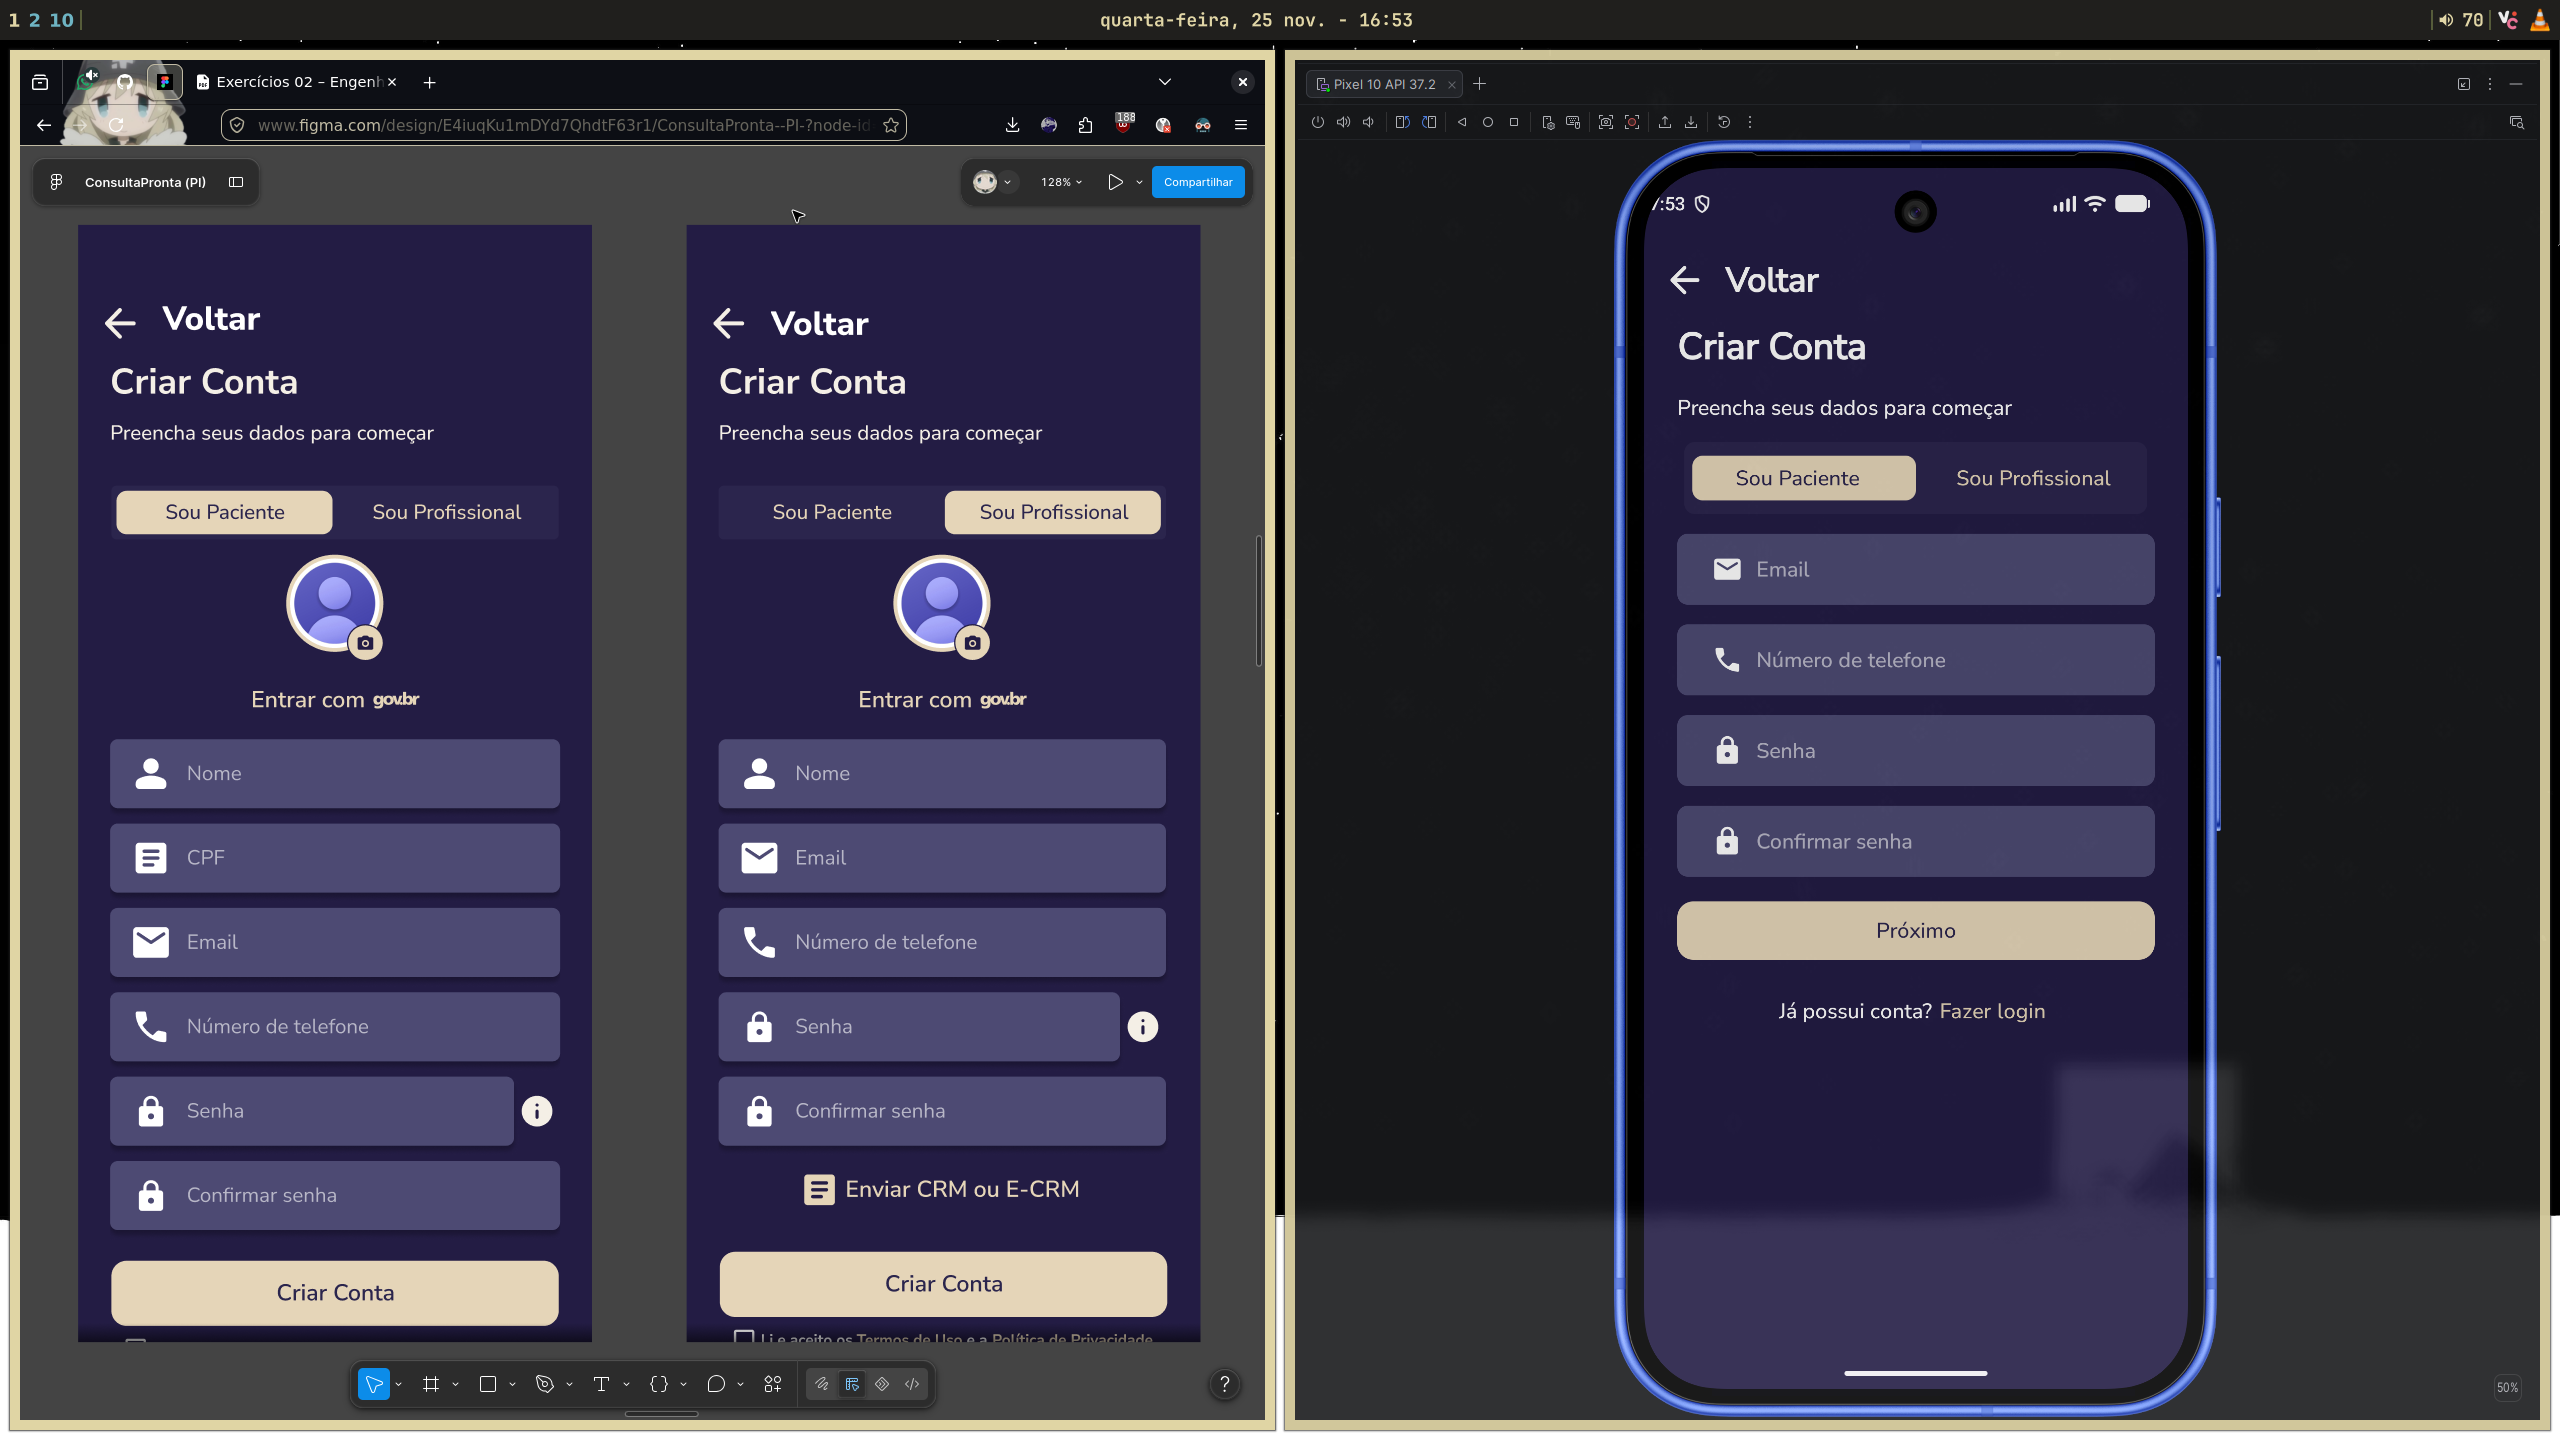 1 2 10
quarta-feira, 25 nov. - 16:53
70
Exercícios 02 – Engenh
www.figma.com/design/E4iuqKu1mDYd7QhdtF63r1/ConsultaPronta--PI-?node-id
188
ConsultaPronta (PI)
128%
Compartilhar
Voltar
Criar Conta
Preencha seus dados para começar
Sou Paciente
Sou Profissional
Entrar com gov.br
Nome
CPF
Email
Número de telefone
Senha
Confirmar senha
Criar Conta
Voltar
Criar Conta
Preencha seus dados para começar
Sou Paciente
Sou Profissional
Entrar com gov.br
Nome
Email
Número de telefone
Senha
Confirmar senha
Enviar CRM ou E-CRM
Criar Conta
Li e aceito os Termos de Uso e a Política de Privacidade
Pixel 10 API 37.2
7:53
Voltar
Criar Conta
Preencha seus dados para começar
Sou Paciente
Sou Profissional
Email
Número de telefone
Senha
Confirmar senha
Próximo
Já possui conta? Fazer login
50%